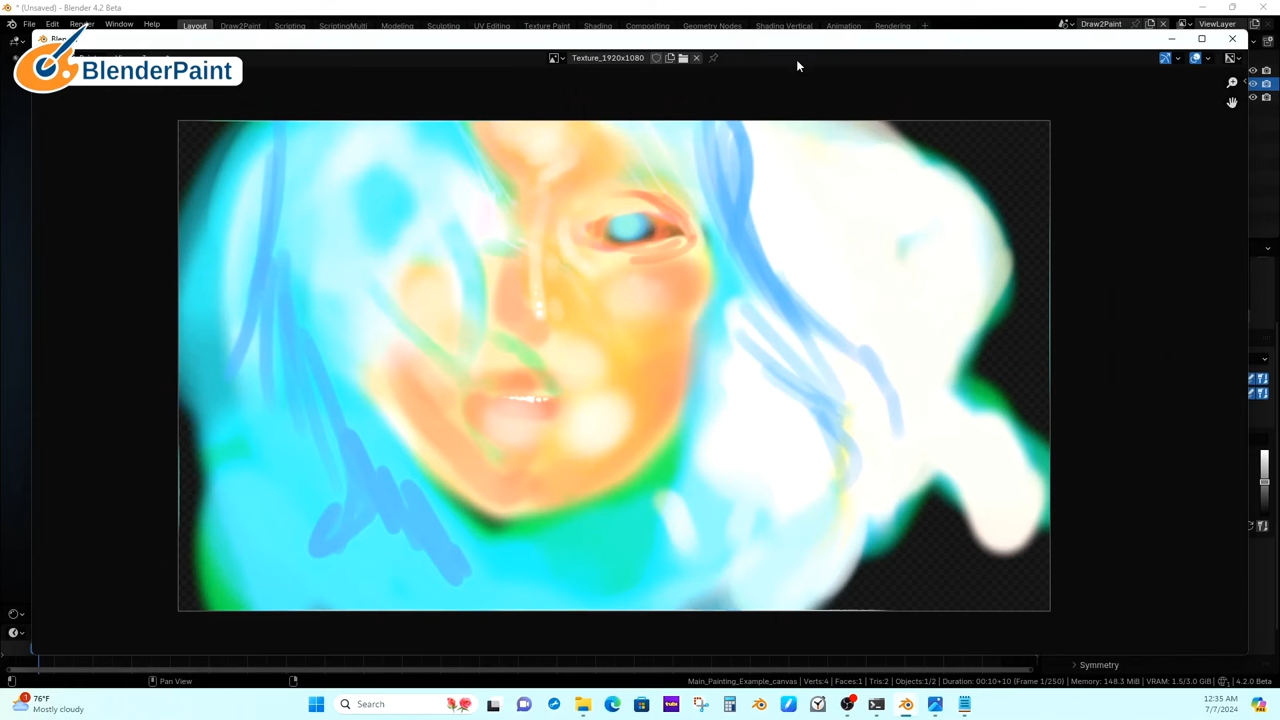 * (Unsaved) - Blender 4.2 Beta
File Edit Render Window Help
Layout Draw2Paint Scripting ScriptingMulti Modeling Sculpting UV Editing Texture Paint Shading Compositing Geometry Nodes Shading Vertical Animation Rendering +
Draw2Paint
ViewLayer
BlenderPaint
Texture_1920x1080
Symmetry
Pan View
Main_Painting_Example_canvas | Verts:4 | Faces:1 | Tris:2 | Objects:1/2 | Duration: 00:10+10 (Frame 1/250) | Memory: 148.3 MiB | VRAM: 1.5/3.0 GiB | 4.2.0 Beta
1
76°F
Mostly cloudy
Search
12:35 AM
7/7/2024